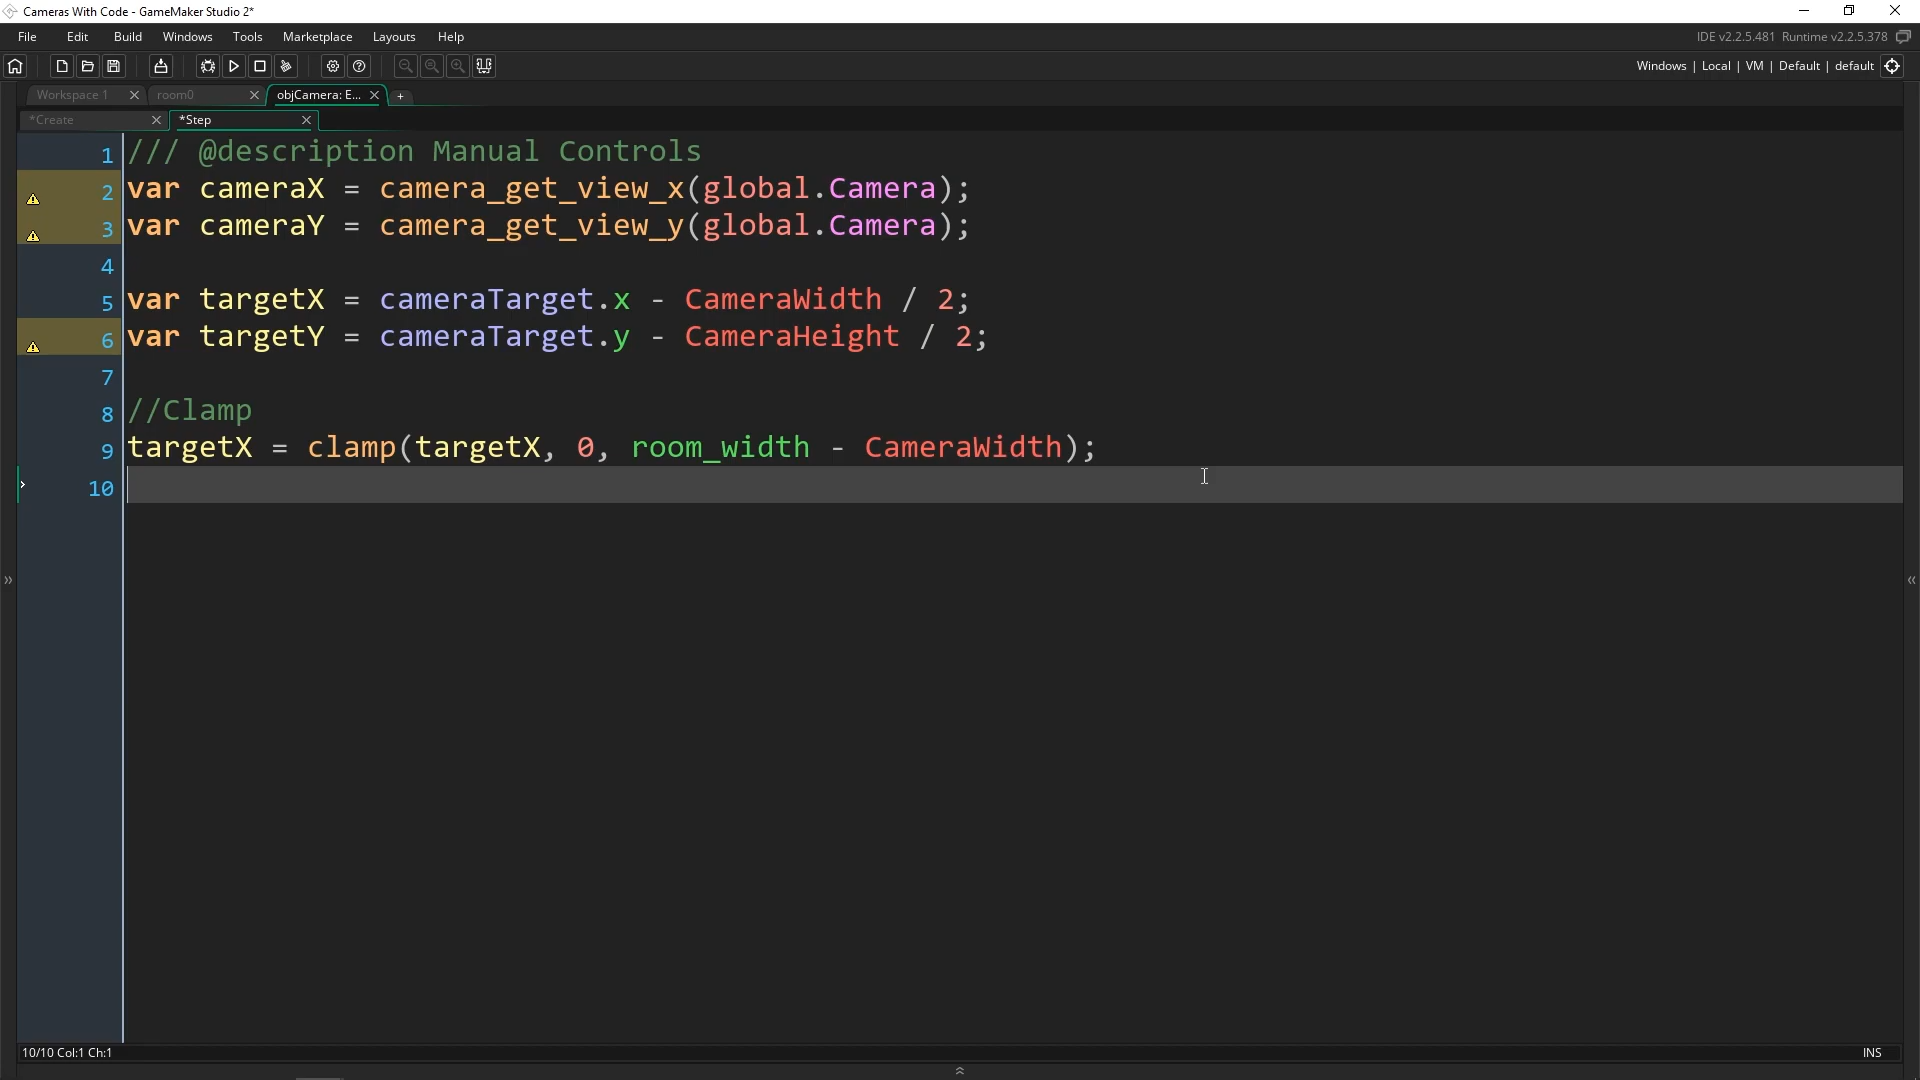 Cameras With Code - GameMaker Studio 2*
File Edit Build Windows Tools Marketplace Layouts Help
IDE v2.2.5.481 Runtime v2.2.5.378
Windows | Local | VM | Default | default
Workspace 1 room0 objCamera: E... +
*Create *Step
1 /// @description Manual Controls
2 var cameraX = camera_get_view_x(global.Camera);
3 var cameraY = camera_get_view_y(global.Camera);
4
5 var targetX = cameraTarget.x - CameraWidth / 2;
6 var targetY = cameraTarget.y - CameraHeight / 2;
7
8 //Clamp
9 targetX = clamp(targetX, 0, room_width - CameraWidth);
10
10/10 Col:1 Ch:1
INS